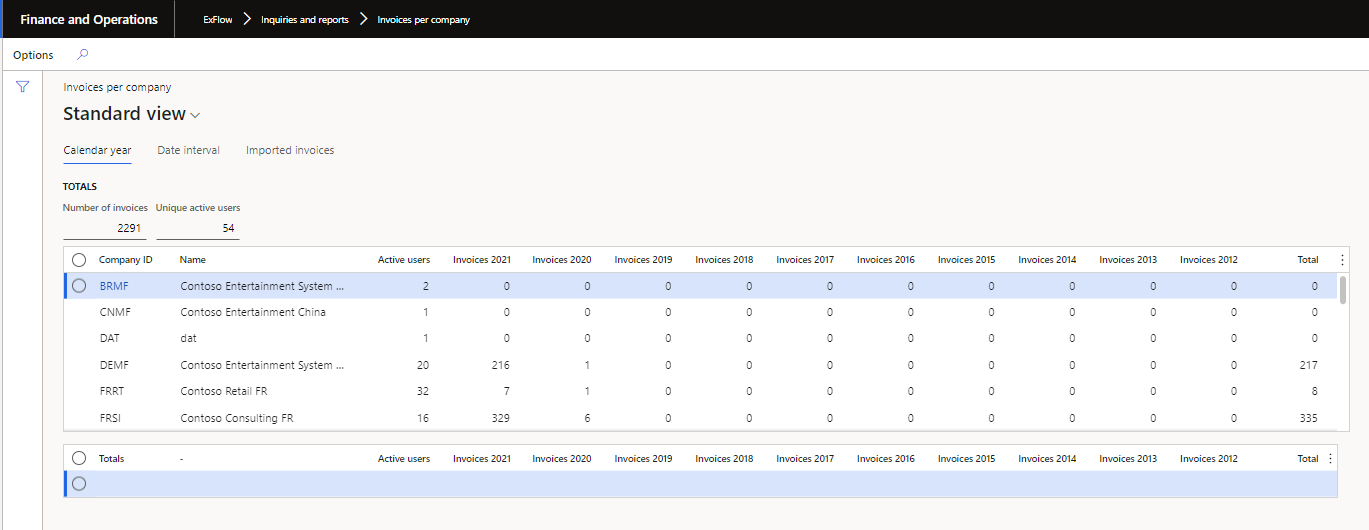 Finance and Operations ExFlow Inquiries and reports Invoices per company
Options
Invoices per company
Standard view
Calendar year Date interval Imported invoices
TOTALS
Number of invoices Unique active users
2291 54
Company ID Name Active users Invoices 2021 Invoices 2020 Invoices 2019 Invoices 2018 Invoices 2017 Invoices 2016 Invoices 2015 Invoices 2014 Invoices 2013 Invoices 2012 Total
BRMF Contoso Entertainment System ... 2 0 0 0 0 0 0 0 0 0 0 0
CNMF Contoso Entertainment China 1 0 0 0 0 0 0 0 0 0 0 0
DAT dat 1 0 0 0 0 0 0 0 0 0 0 0
DEMF Contoso Entertainment System ... 20 216 1 0 0 0 0 0 0 0 0 217
FRRT Contoso Retail FR 32 7 1 0 0 0 0 0 0 0 0 8
FRSI Contoso Consulting FR 16 329 6 0 0 0 0 0 0 0 0 335
Totals - Active users Invoices 2021 Invoices 2020 Invoices 2019 Invoices 2018 Invoices 2017 Invoices 2016 Invoices 2015 Invoices 2014 Invoices 2013 Invoices 2012 Total